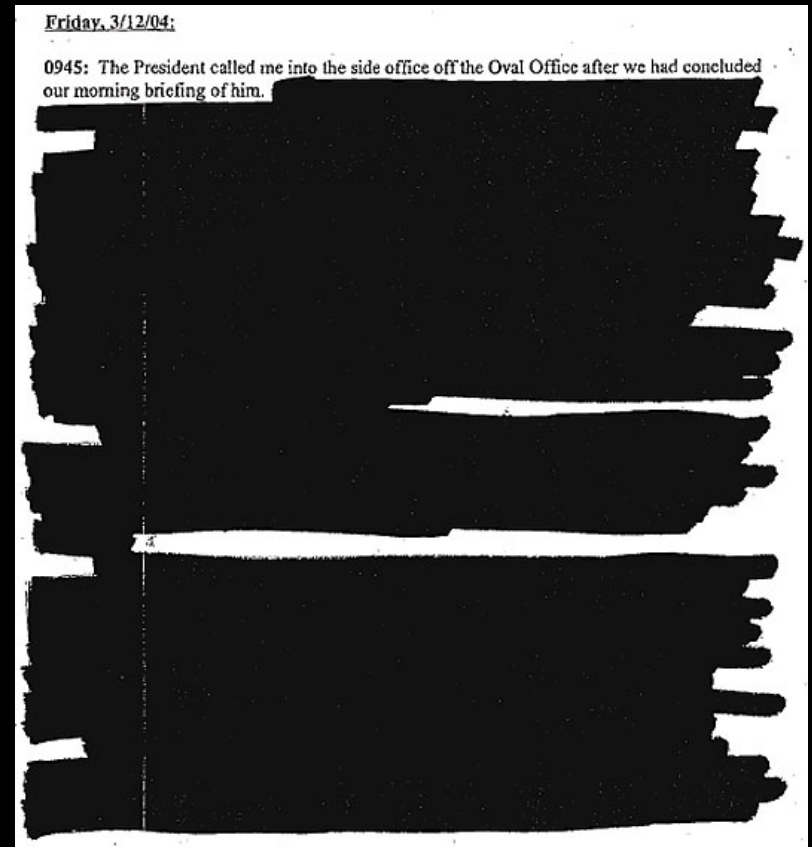 Friday, 3/12/04:
0945: The President called me into the side office off the Oval Office after we had concluded
our morning briefing of him.